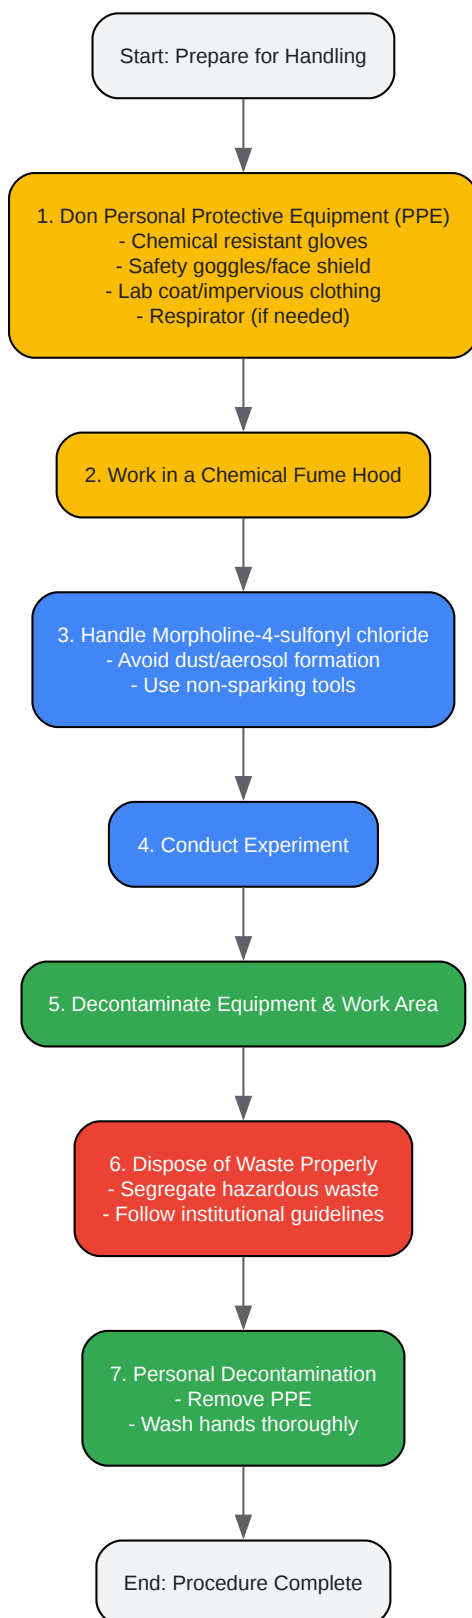 Start: Prepare for Handling
1. Don Personal Protective Equipment (PPE)
- Chemical resistant gloves
- Safety goggles/face shield
- Lab coat/impervious clothing
- Respirator (if needed)
2. Work in a Chemical Fume Hood
3. Handle Morpholine-4-sulfonyl chloride
- Avoid dust/aerosol formation
- Use non-sparking tools
4. Conduct Experiment
5. Decontaminate Equipment & Work Area
6. Dispose of Waste Properly
- Segregate hazardous waste
- Follow institutional guidelines
7. Personal Decontamination
- Remove PPE
- Wash hands thoroughly
End: Procedure Complete